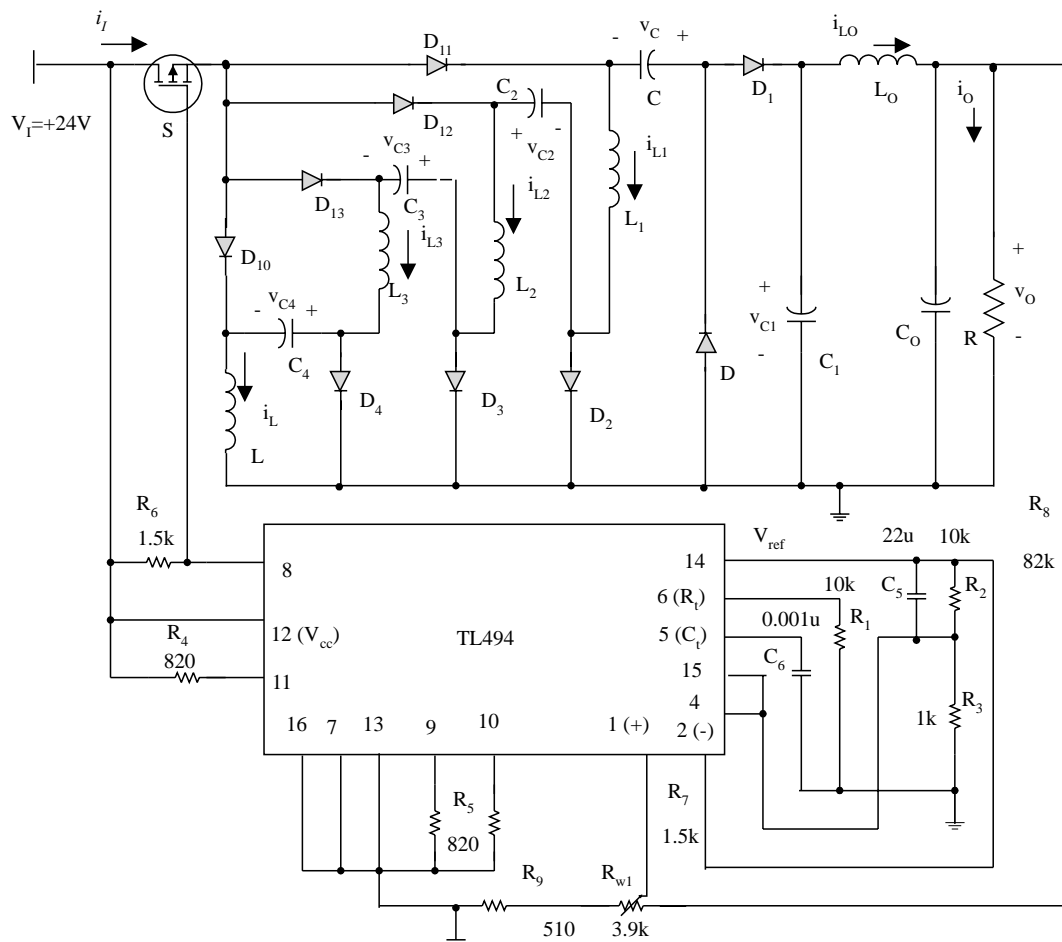 i_I
- v_C +
i_LO
D_11
C
D_1
L_O
i_O
V_I=+24V
S
D_12
C_2
+ v_C2 -
i_L1
L_1
- v_C3 +
C_3
D_13
i_L2
L_2
i_L3
L_3
D_10
- v_C4 +
C_4
D_4
D_3
D_2
D
+
v_C1
-
C_1
C_O
R
+
v_O
-
i_L
L
R_6
1.5k
R_8
82k
V_ref
22u
10k
8
14
C_5
R_2
6 (R_t)
10k
R_1
12 (V_cc)
TL494
5 (C_t)
0.001u
C_6
R_4
820
11
15
4
R_3
1k
16
7
13
9
10
1 (+)
2 (-)
R_5
820
R_7
1.5k
R_9
510
R_w1
3.9k